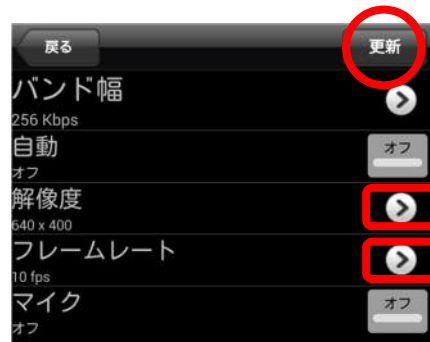 戻る
更新
バンド幅
256 Kbps
自動
オフ
オフ
解像度
640 x 400
フレームレート
10 fps
マイク
オフ
オフ